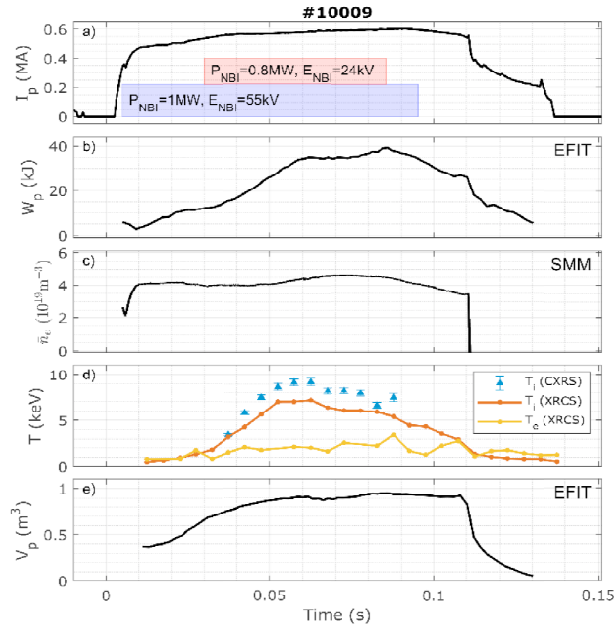 #10009
a)
I_p (MA)
0.6
0.4
0.2
0
P_NBI=0.8MW, E_NBI=24kV
P_NBI=1MW, E_NBI=55kV
b)
EFIT
W_p (kJ)
40
20
0
c)
SMM
n̄_e (10^19 m^-3)
6
4
2
0
d)
T (keV)
10
5
0
T_i (CXRS)
T_i (XRCS)
T_e (XRCS)
e)
EFIT
V_p (m^3)
1
0.5
0
0
0.05
0.1
0.15
Time (s)